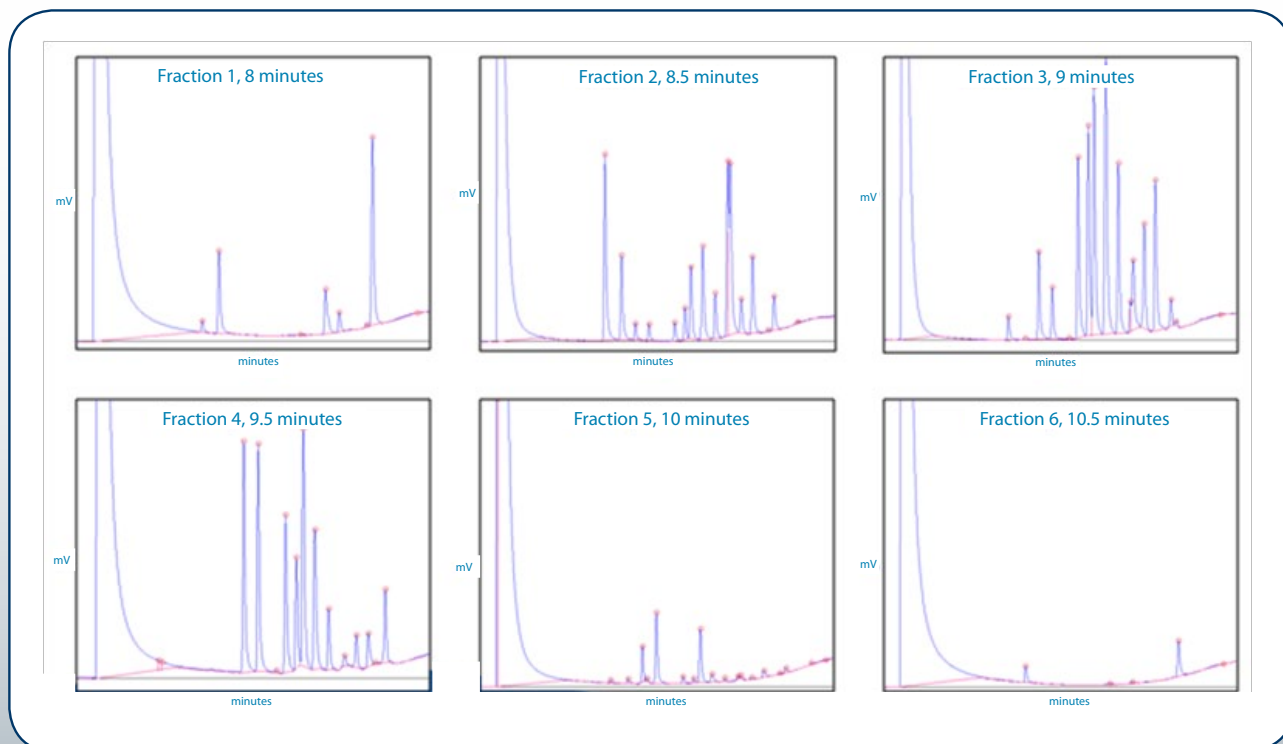 Fraction 1, 8 minutes
mV
minutes
Fraction 2, 8.5 minutes
mV
minutes
Fraction 3, 9 minutes
mV
minutes
Fraction 4, 9.5 minutes
mV
minutes
Fraction 5, 10 minutes
mV
minutes
Fraction 6, 10.5 minutes
mV
minutes